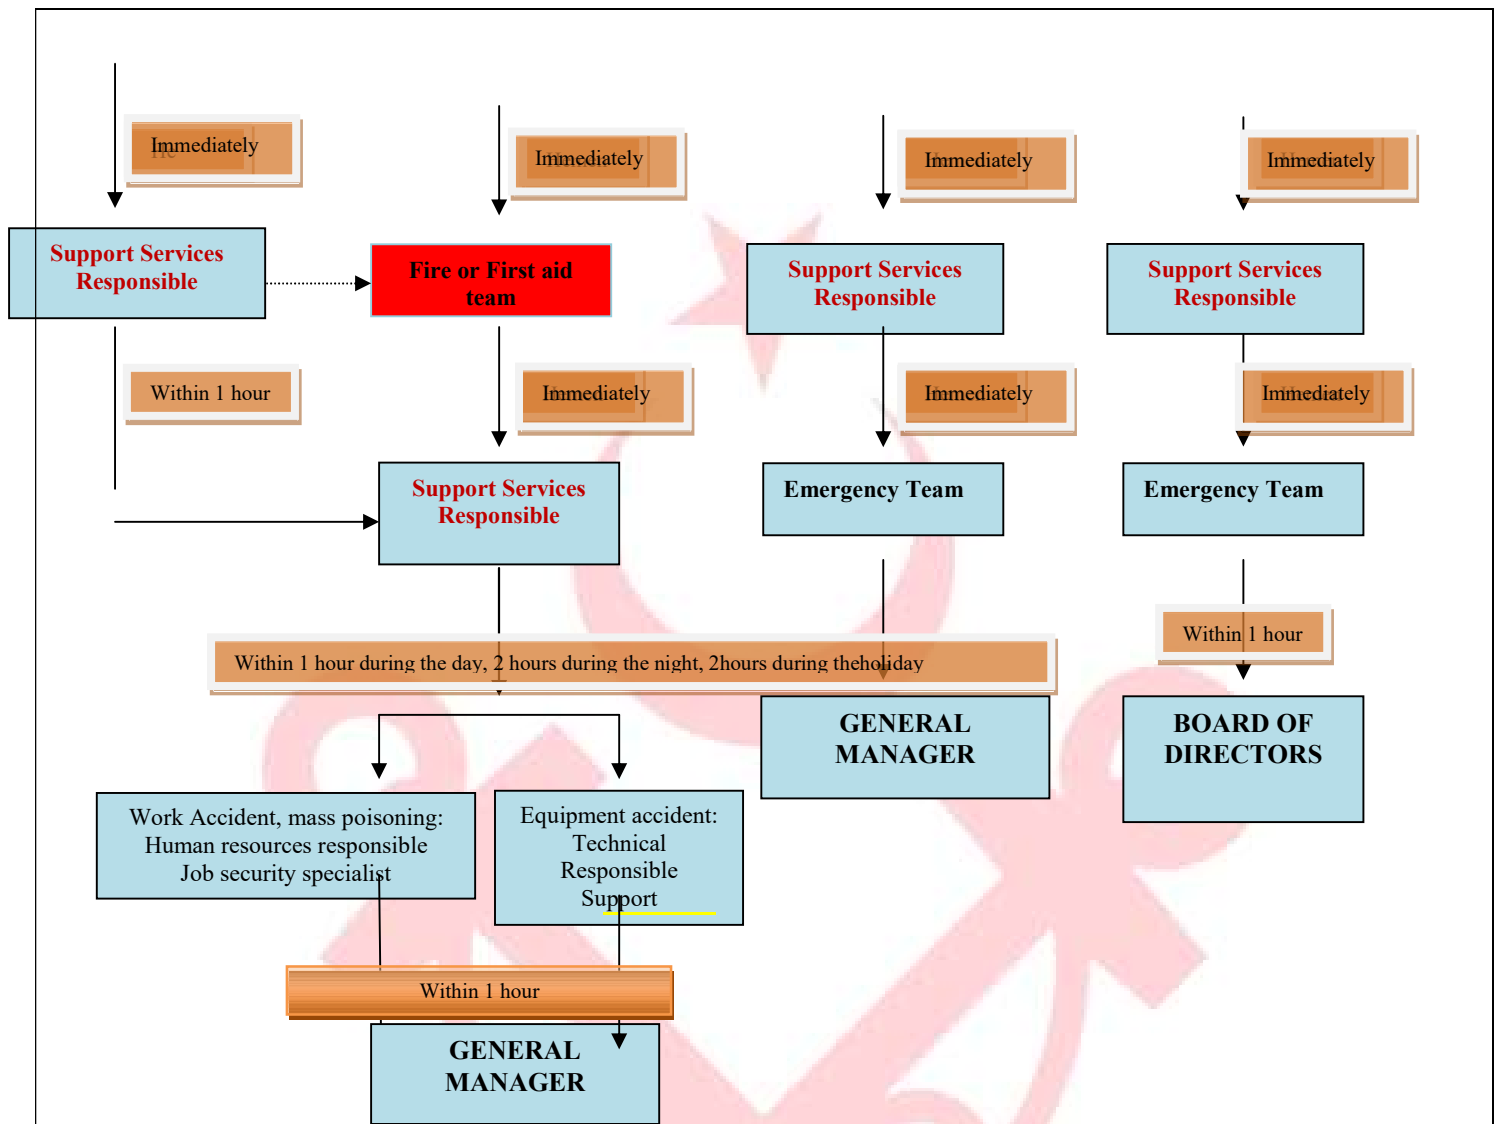 Immediately
Immediately
Immediately
Immediately
Support Services
Responsible
Fire or First aid
team
Support Services
Responsible
Support Services
Responsible
Within 1 hour
Immediately
Immediately
Immediately
Support Services
Responsible
Emergency Team
Emergency Team
Within 1 hour during the day, 2 hours during the night, 2hours during theholiday
Within 1 hour
GENERAL
MANAGER
BOARD OF
DIRECTORS
Work Accident, mass poisoning:
Human resources responsible
Job security specialist
Equipment accident:
Technical
Responsible
Support
Within 1 hour
GENERAL
MANAGER